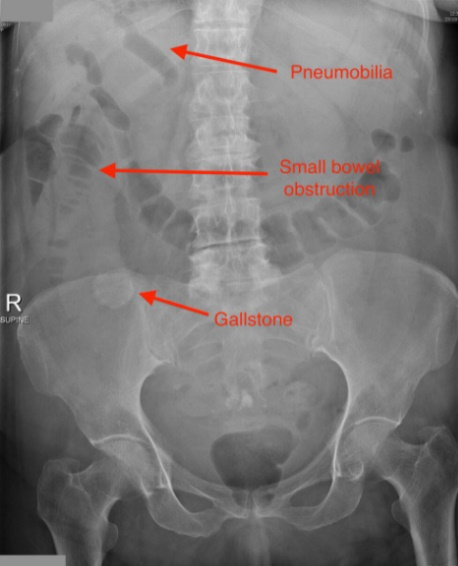 Pneumobilia
Small bowel
obstruction
R
SUPINE
Gallstone